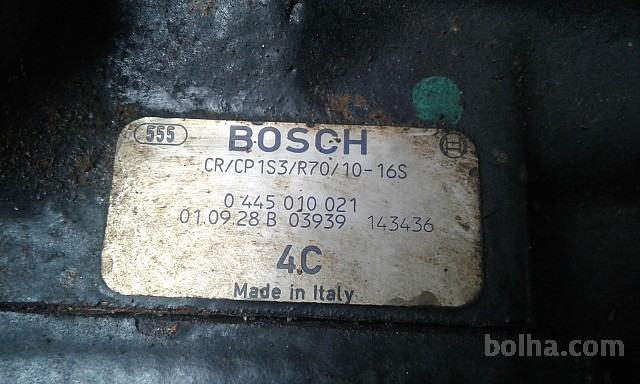 555 BOSCH
CR/CP1S3/R70/10-16S
0 445 010 021
01.09.28 B 03939 143436
4C
Made in Italy
bolha.com